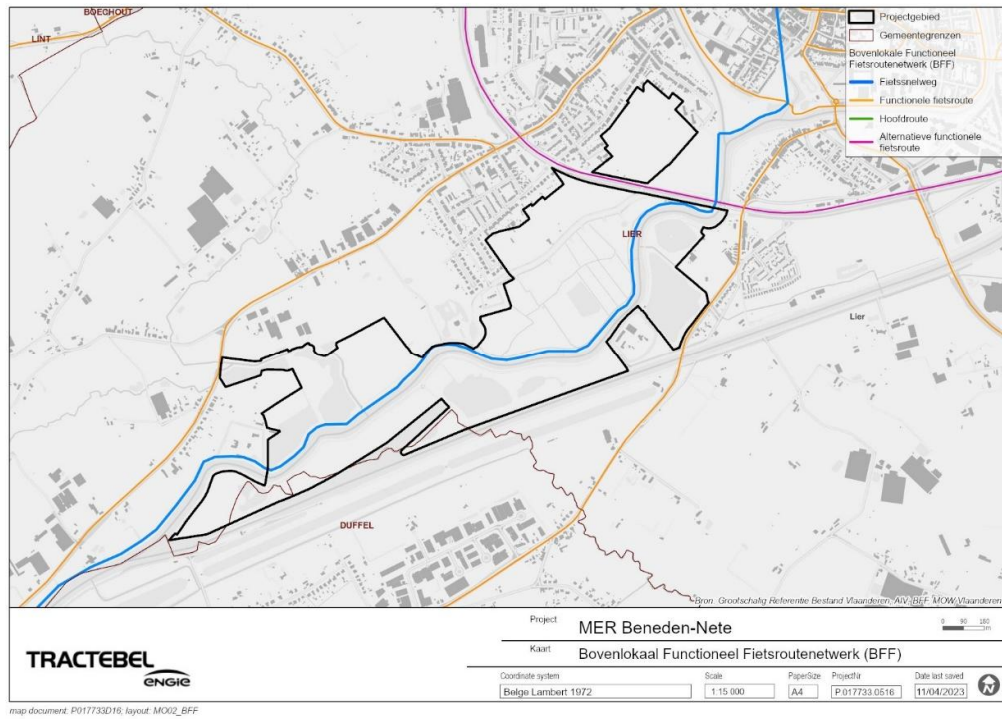 BOECHOUT
LINT
LIER
Lier
DUFFEL
Projectgebied
Gemeentegrenzen
Bovenlokale Functioneel
Fietsroutenetwerk (BFF)
Fietssnelweg
Functionele fietsroute
Hoofdroute
Alternatieve functionele
fietsroute
Bron: Grootschalig Referentie Bestand Vlaanderen, AIV; BFF, MOW Vlaanderen
TRACTEBEL
ENGIE
Project MER Beneden-Nete
0 90 180
m
Kaart Bovenlokaal Functioneel Fietsroutenetwerk (BFF)
Coordinate system Scale PaperSize ProjectNr Date last saved
Belge Lambert 1972 1:15 000 A4 P.017733.0516 11/04/2023
map document: P017733D16; layout: MO02_BFF